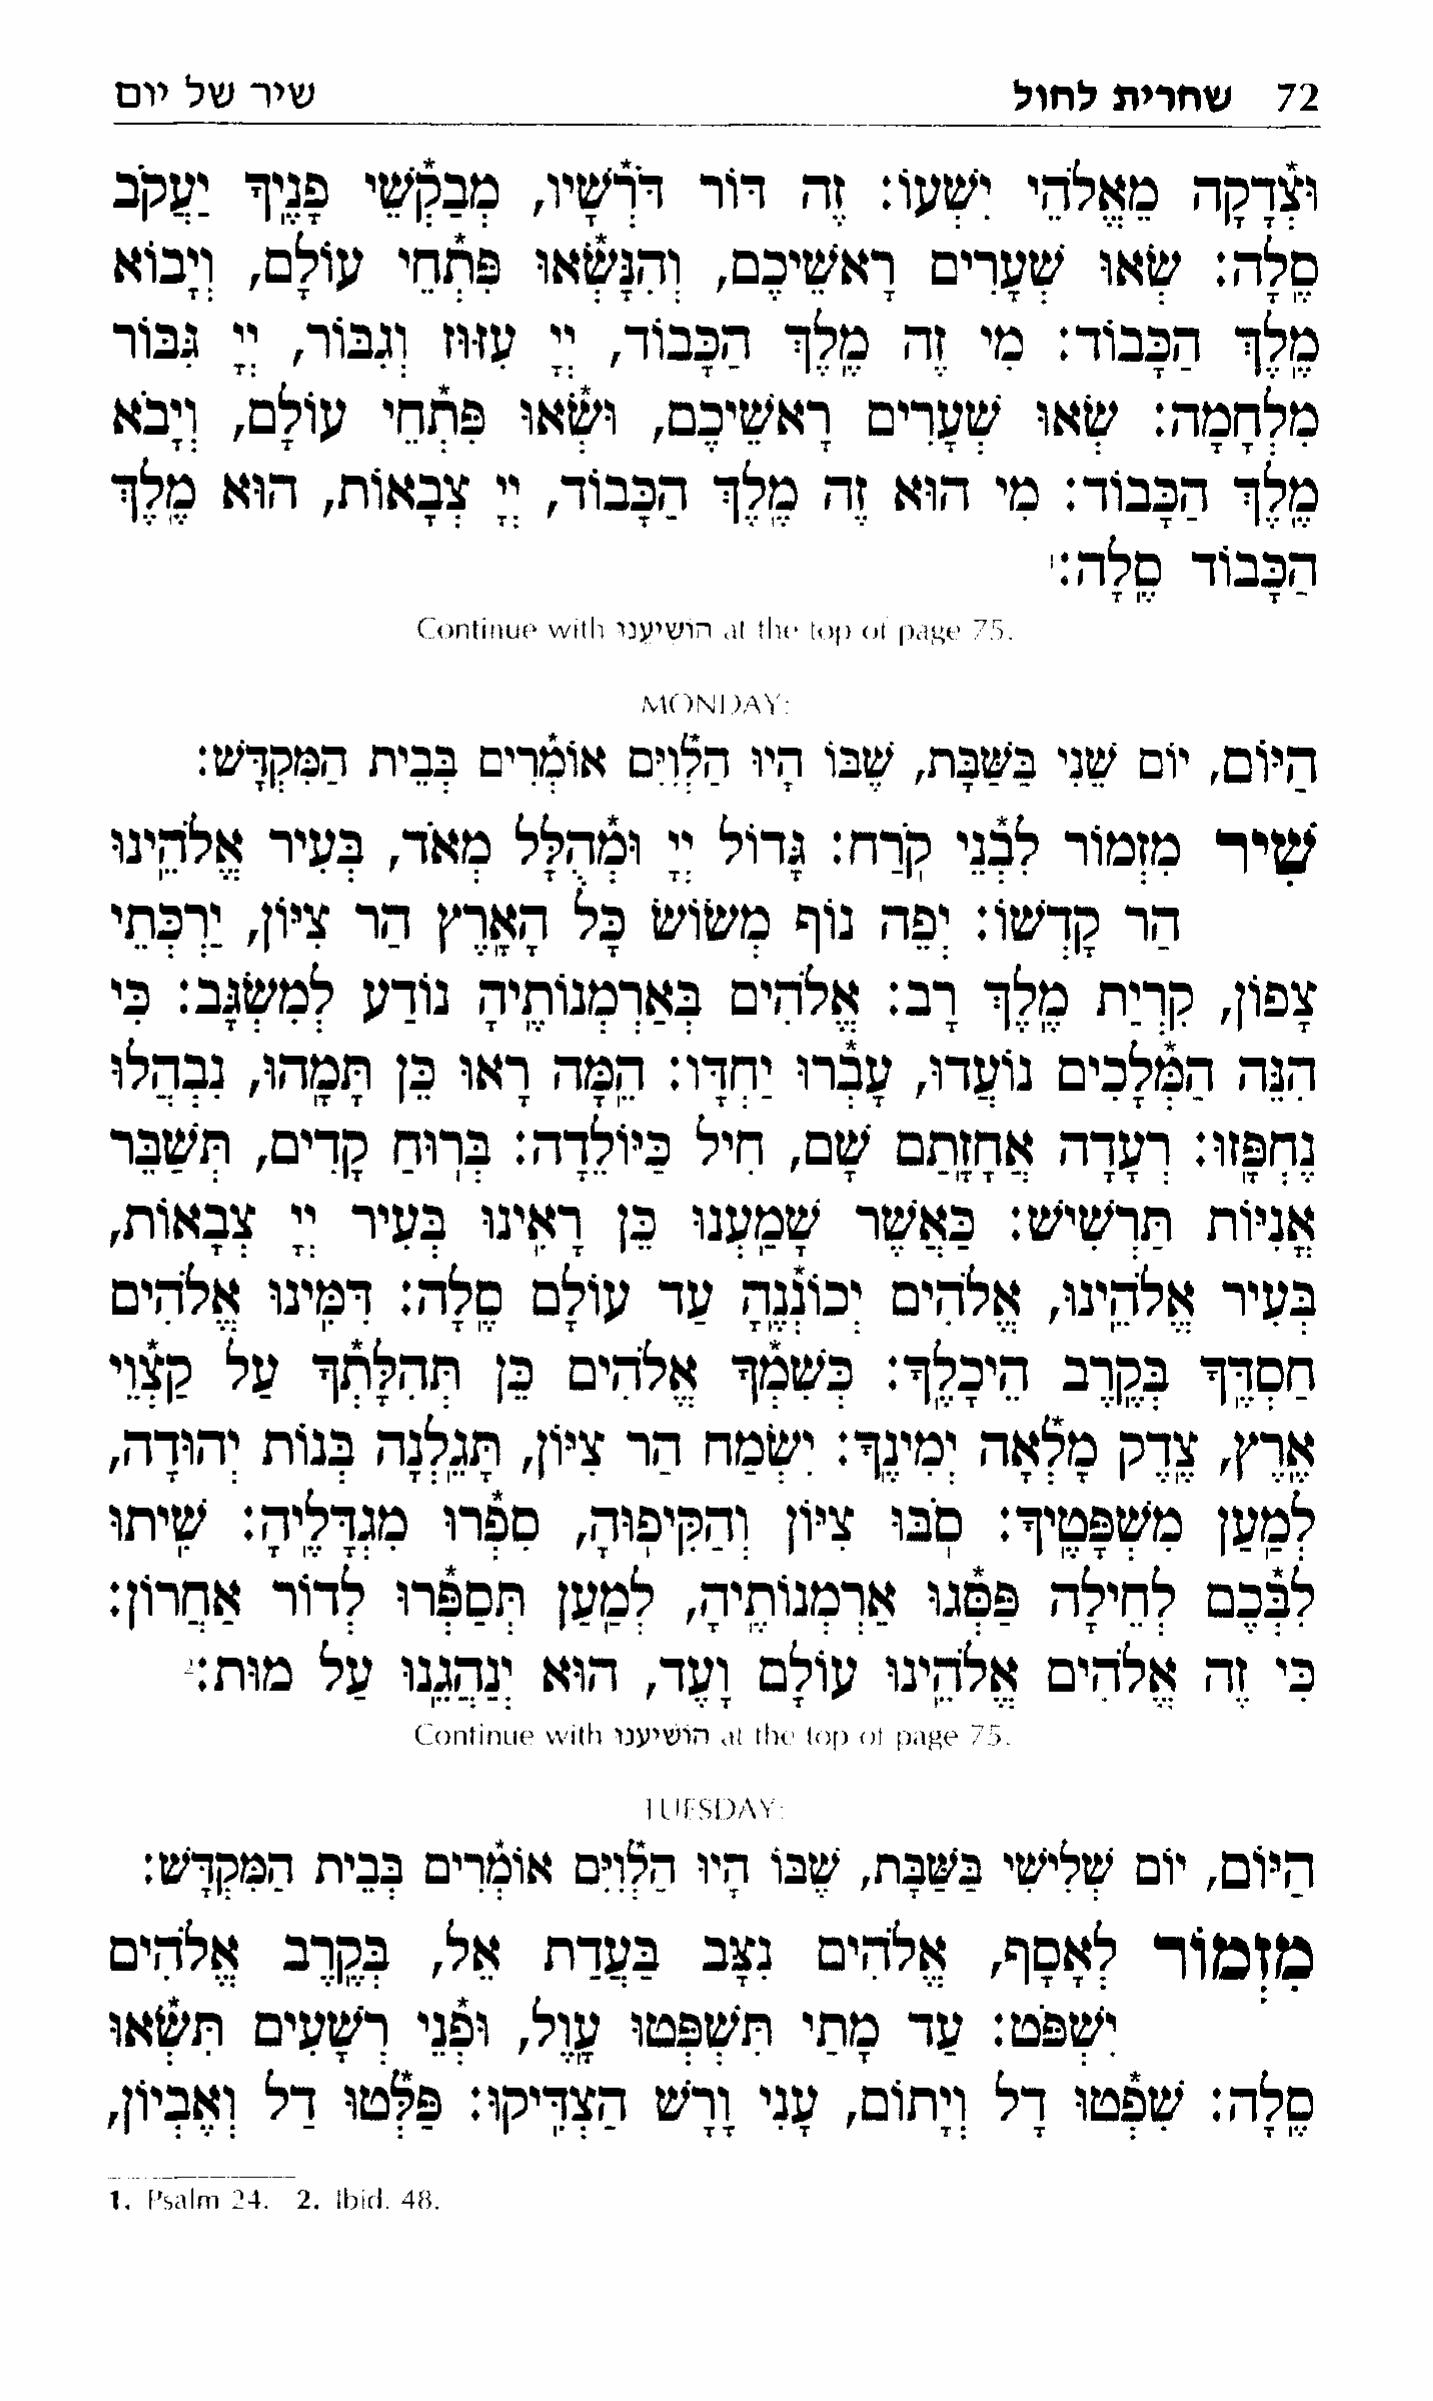 72 שחרית לחול שיר של יום
וּצְדָקָה מֵאֱלֹהֵי יִשְׁעוֹ: זֶה דּוֹר דֹּרְשָׁיו, מְבַקְשֵׁי פָנֶיךָ יַעֲקֹב
סֶלָה: שְׂאוּ שְׁעָרִים רָאשֵׁיכֶם, וְהִנָּשְׂאוּ פִּתְחֵי עוֹלָם, וְיָבוֹא
מֶלֶךְ הַכָּבוֹד: מִי זֶה מֶלֶךְ הַכָּבוֹד, יְיָ עִזּוּז וְגִבּוֹר, יְיָ גִּבּוֹר
מִלְחָמָה: שְׂאוּ שְׁעָרִים רָאשֵׁיכֶם, וּשְׂאוּ פִּתְחֵי עוֹלָם, וְיָבֹא
מֶלֶךְ הַכָּבוֹד: מִי הוּא זֶה מֶלֶךְ הַכָּבוֹד, יְיָ צְבָאוֹת, הוּא מֶלֶךְ
הַכָּבוֹד סֶלָה:¹
Continue with הושיענו at the top of page 75.
MONDAY:
הַיּוֹם, יוֹם שֵׁנִי בְּשַׁבָּת, שֶׁבּוֹ הָיוּ הַלְוִיִּם אוֹמְרִים בְּבֵית הַמִּקְדָּשׁ:
שִׁיר מִזְמוֹר לִבְנֵי קֹרַח: גָּדוֹל יְיָ וּמְהֻלָּל מְאֹד, בְּעִיר אֱלֹהֵינוּ
הַר קָדְשׁוֹ: יְפֵה נוֹף מְשׂוֹשׂ כָּל הָאָרֶץ הַר צִיּוֹן, יַרְכְּתֵי
צָפוֹן, קִרְיַת מֶלֶךְ רָב: אֱלֹהִים בְּאַרְמְנוֹתֶיהָ נוֹדַע לְמִשְׂגָּב: כִּי
הִנֵּה הַמְּלָכִים נוֹעֲדוּ, עָבְרוּ יַחְדָּו: הֵמָּה רָאוּ כֵּן תָּמָהוּ, נִבְהֲלוּ
נֶחְפָּזוּ: רְעָדָה אֲחָזָתַם שָׁם, חִיל כַּיּוֹלֵדָה: בְּרוּחַ קָדִים, תְּשַׁבֵּר
אֳנִיּוֹת תַּרְשִׁישׁ: כַּאֲשֶׁר שָׁמַעְנוּ כֵּן רָאִינוּ בְּעִיר יְיָ צְבָאוֹת,
בְּעִיר אֱלֹהֵינוּ, אֱלֹהִים יְכוֹנְנֶהָ עַד עוֹלָם סֶלָה: דִּמִּינוּ אֱלֹהִים
חַסְדֶּךָ בְּקֶרֶב הֵיכָלֶךָ: כְּשִׁמְךָ אֱלֹהִים כֵּן תְּהִלָּתְךָ עַל קַצְוֵי
אֶרֶץ, צֶדֶק מָלְאָה יְמִינֶךָ: יִשְׂמַח הַר צִיּוֹן, תָּגֵלְנָה בְּנוֹת יְהוּדָה,
לְמַעַן מִשְׁפָּטֶיךָ: סֹבּוּ צִיּוֹן וְהַקִּיפוּהָ, סִפְרוּ מִגְדָּלֶיהָ: שִׁיתוּ
לִבְּכֶם לְחֵילָה פַּסְּגוּ אַרְמְנוֹתֶיהָ, לְמַעַן תְּסַפְּרוּ לְדוֹר אַחֲרוֹן:
כִּי זֶה אֱלֹהִים אֱלֹהֵינוּ עוֹלָם וָעֶד, הוּא יְנַהֲגֵנוּ עַל מוּת:²
Continue with הושיענו at the top of page 75.
TUESDAY:
הַיּוֹם, יוֹם שְׁלִישִׁי בְּשַׁבָּת, שֶׁבּוֹ הָיוּ הַלְוִיִּם אוֹמְרִים בְּבֵית הַמִּקְדָּשׁ:
מִזְמוֹר לְאָסָף, אֱלֹהִים נִצָּב בַּעֲדַת אֵל, בְּקֶרֶב אֱלֹהִים
יִשְׁפֹּט: עַד מָתַי תִּשְׁפְּטוּ עָוֶל, וּפְנֵי רְשָׁעִים תִּשְׂאוּ
סֶלָה: שִׁפְטוּ דָל וְיָתוֹם, עָנִי וָרָשׁ הַצְדִּיקוּ: פַּלְּטוּ דַל וְאֶבְיוֹן,
1. Psalm 24. 2. Ibid. 48.